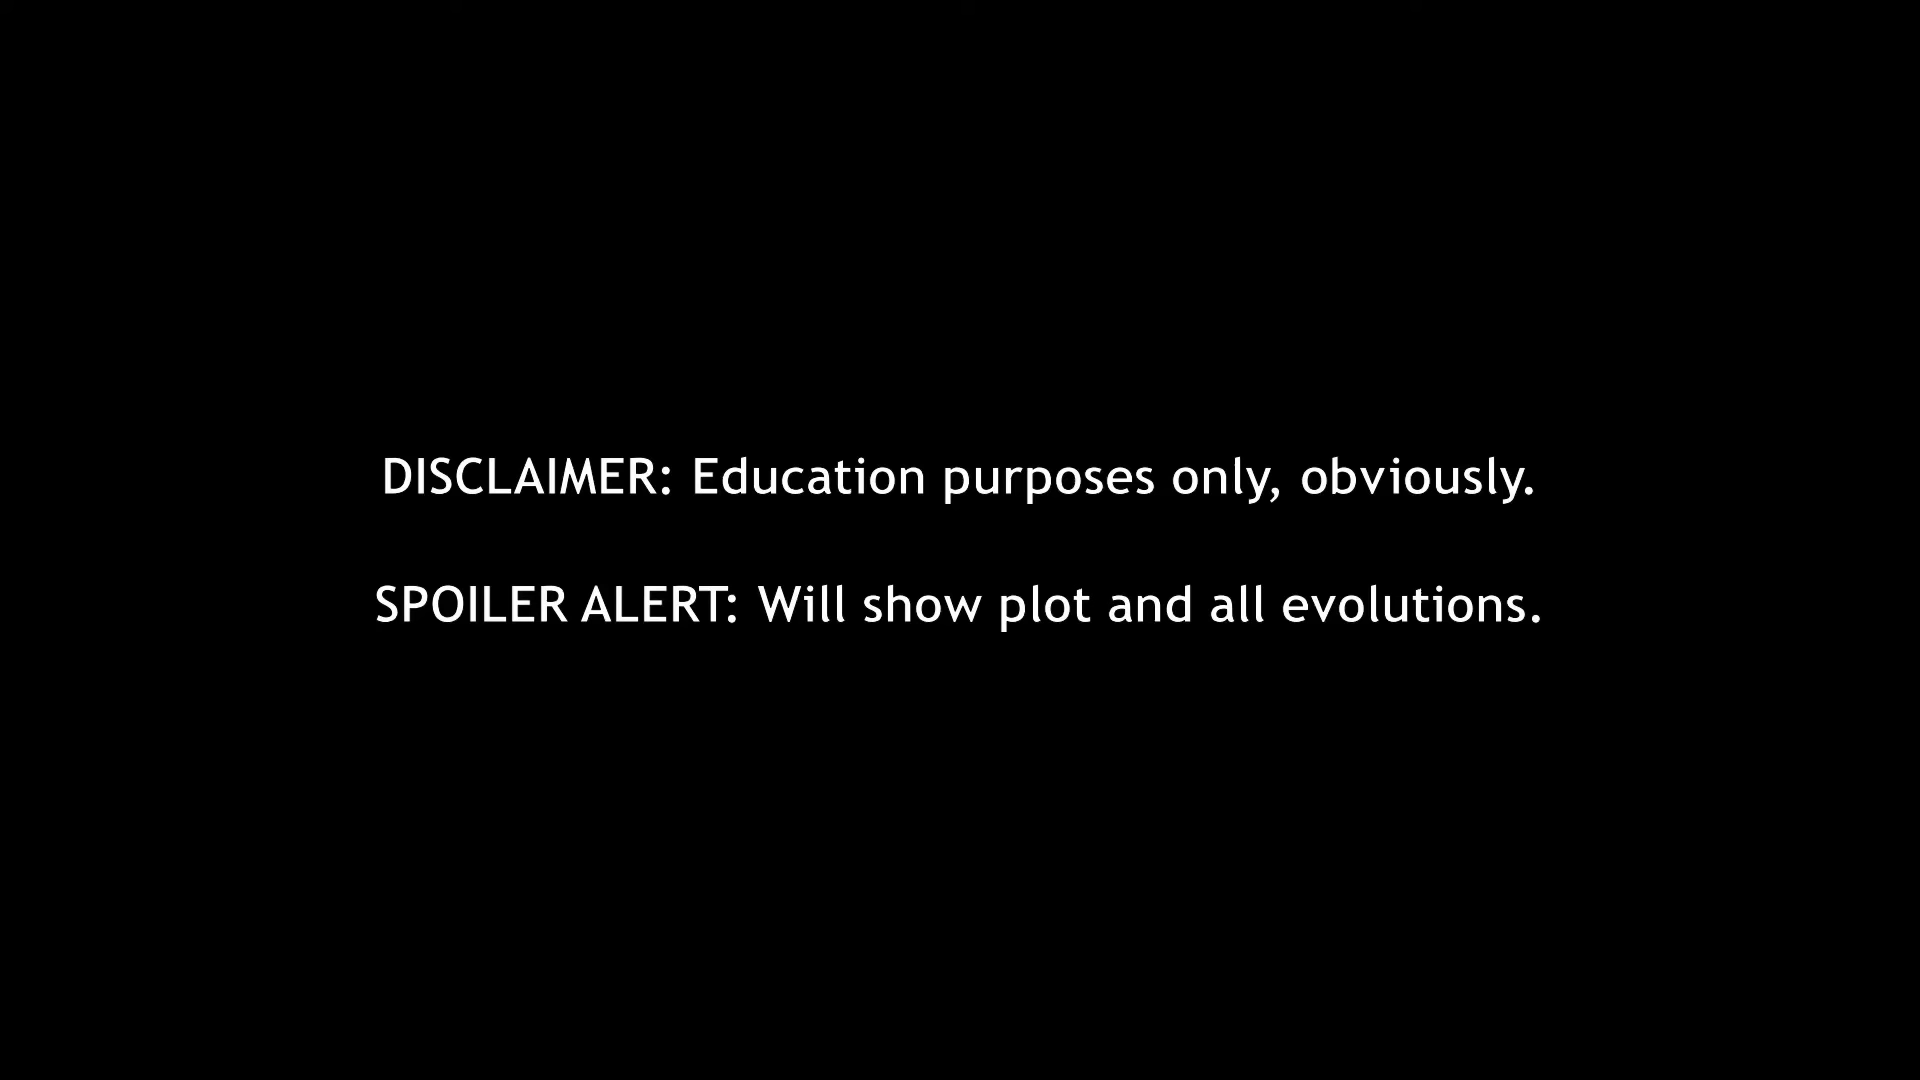 DISCLAIMER: Education purposes only, obviously.
SPOILER ALERT: Will show plot and all evolutions.